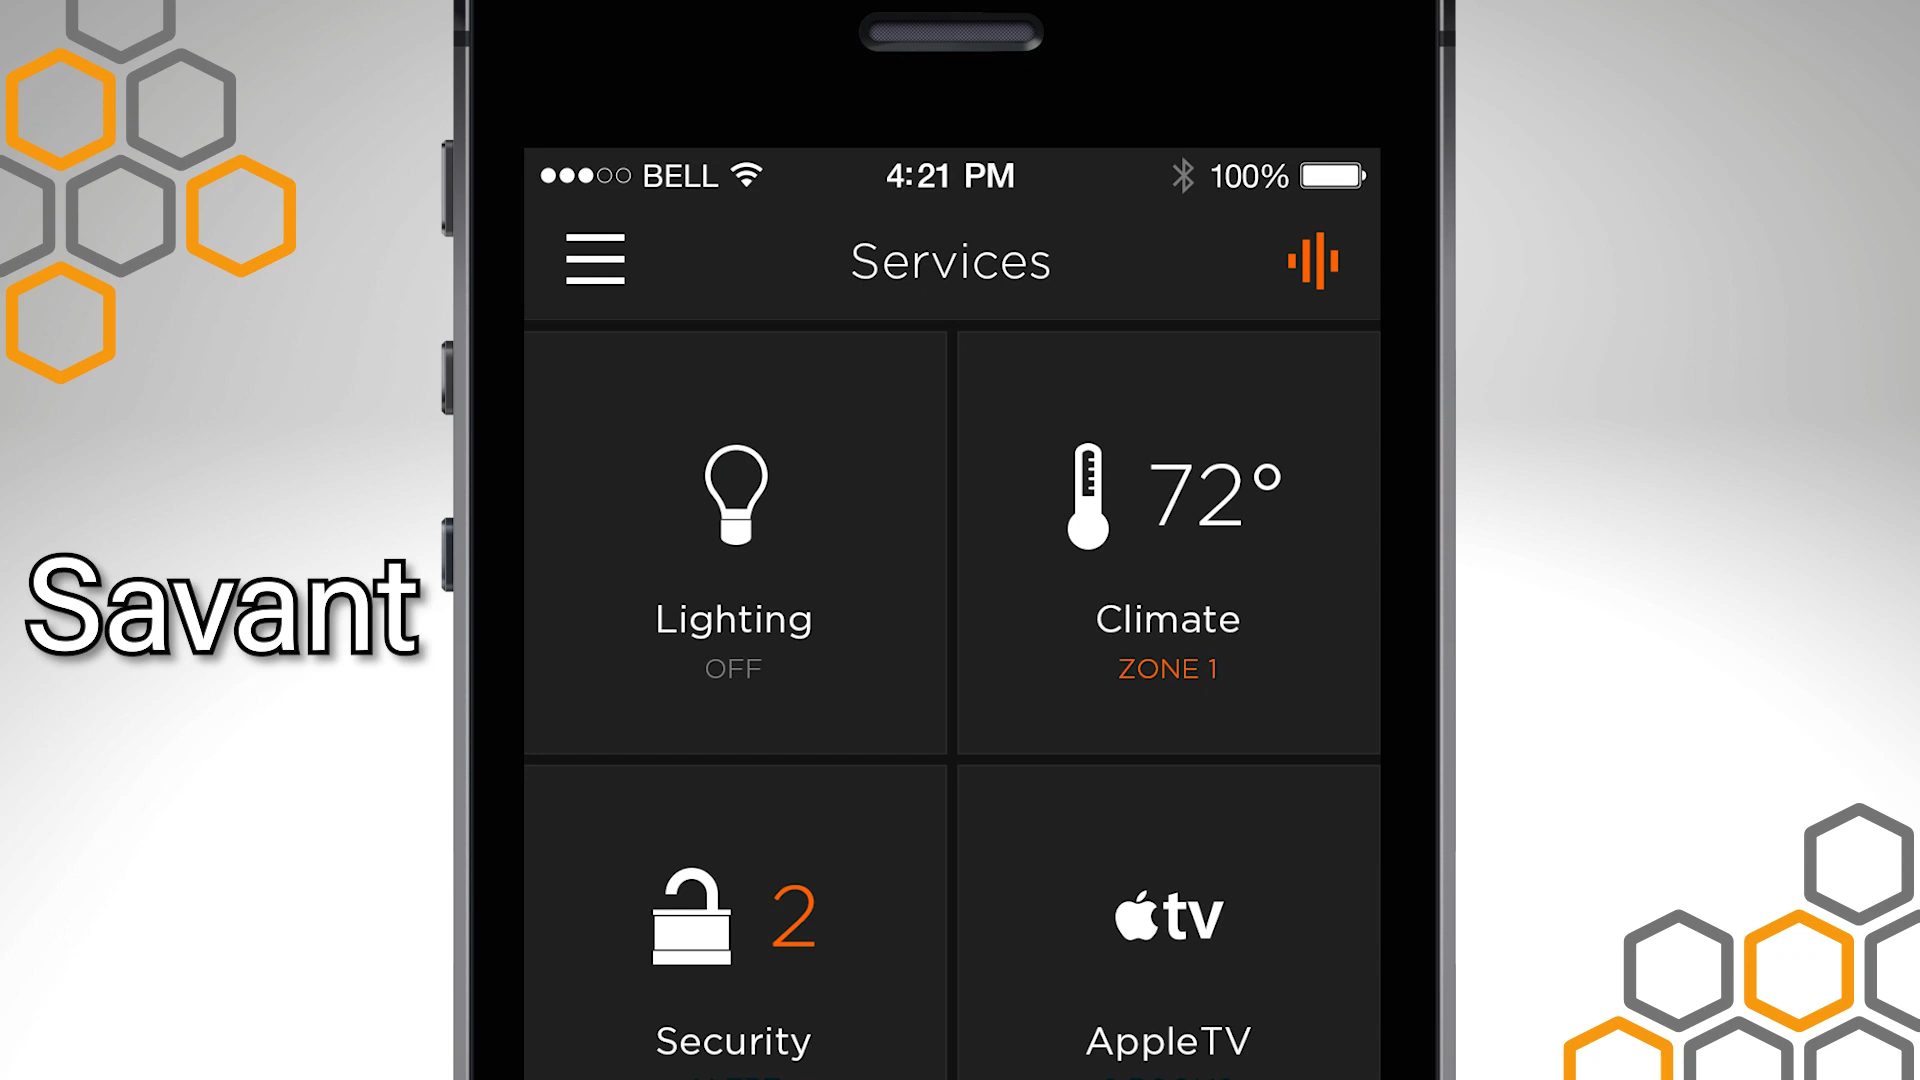 BELL 4:21 PM 100%
Services
72°
Lighting
Climate
OFF
ZONE 1
Savant
2
tv
Security
AppleTV